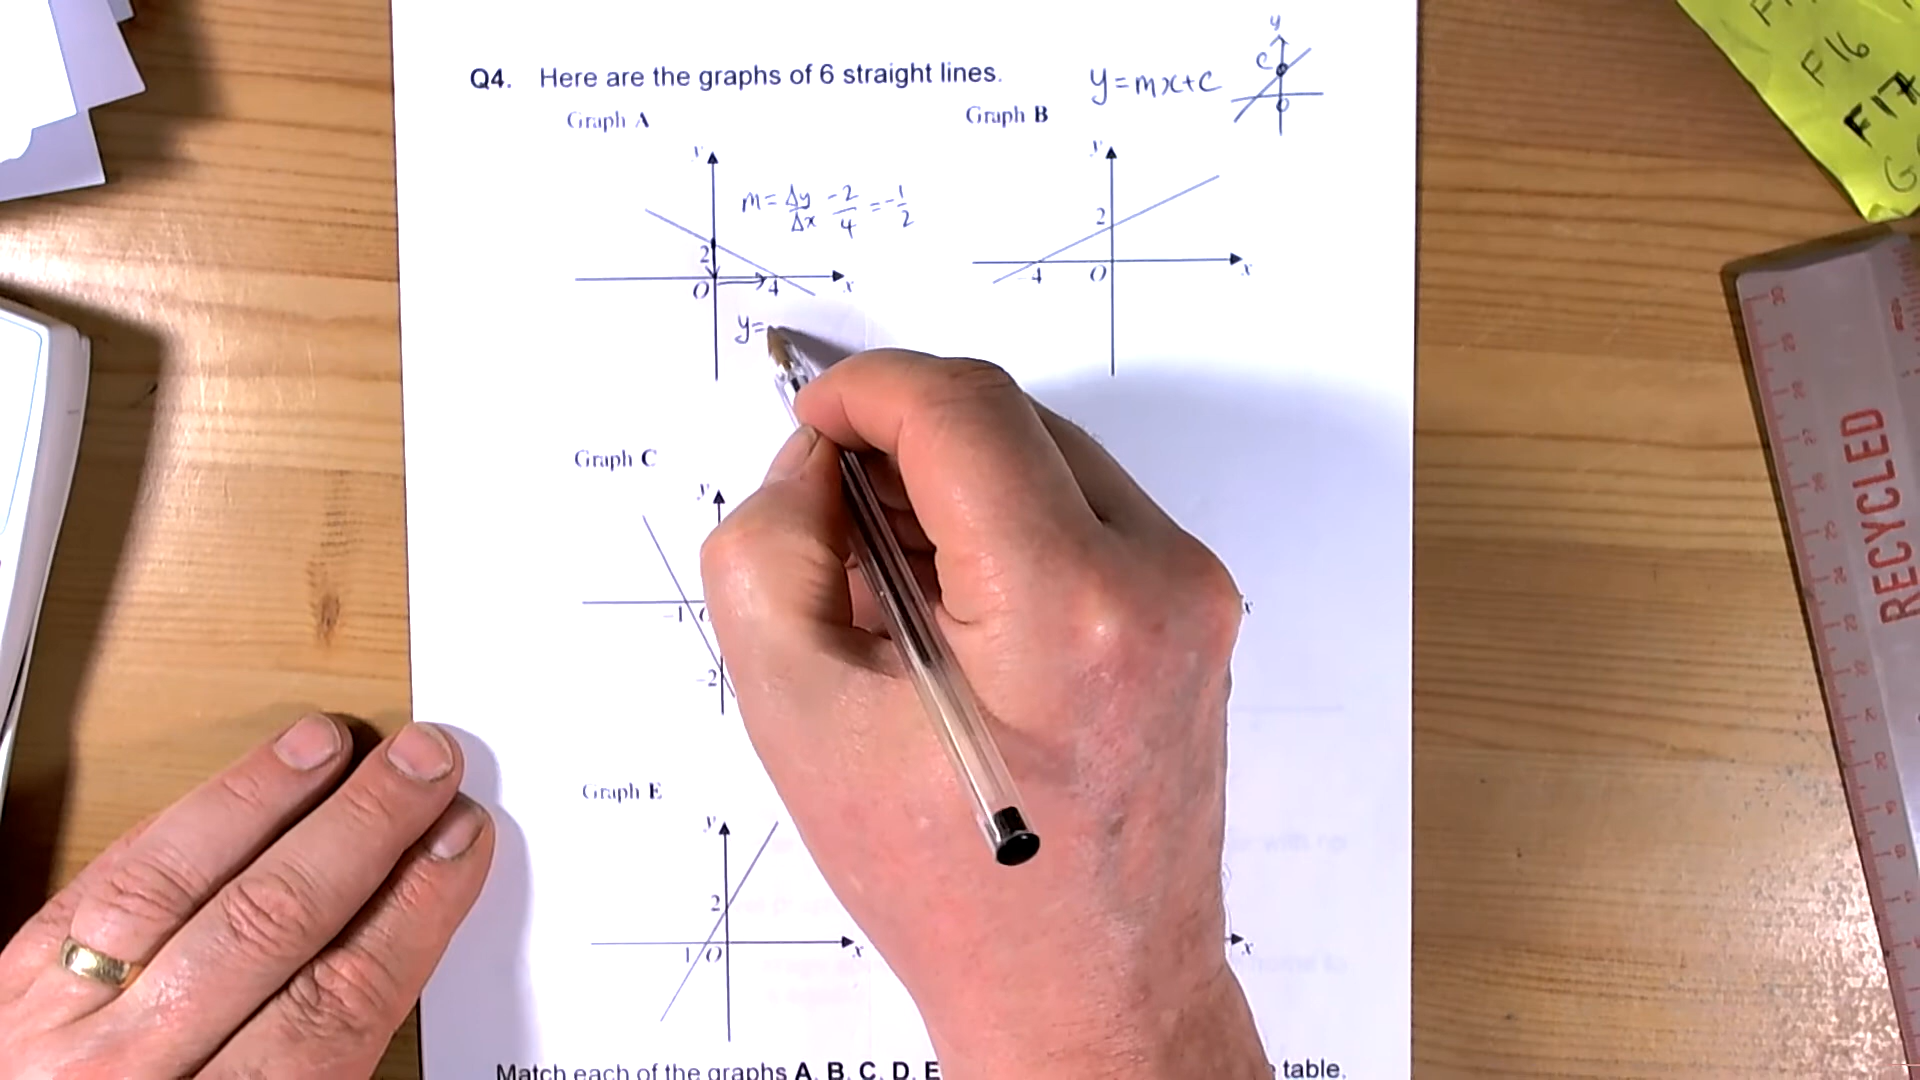 Q4. Here are the graphs of 6 straight lines.
y=mx+c
y
c
0
Graph A
Graph B
y
m = Δy/Δx -2/4 = -1/2
2
O
4
x
y=
y
2
-4
O
x
Graph C
y
-1
-2
x
Graph E
y
2
1
O
x
x
Match each of the graphs A, B, C, D, E
table.
F16
F17
G
RECYCLED
30